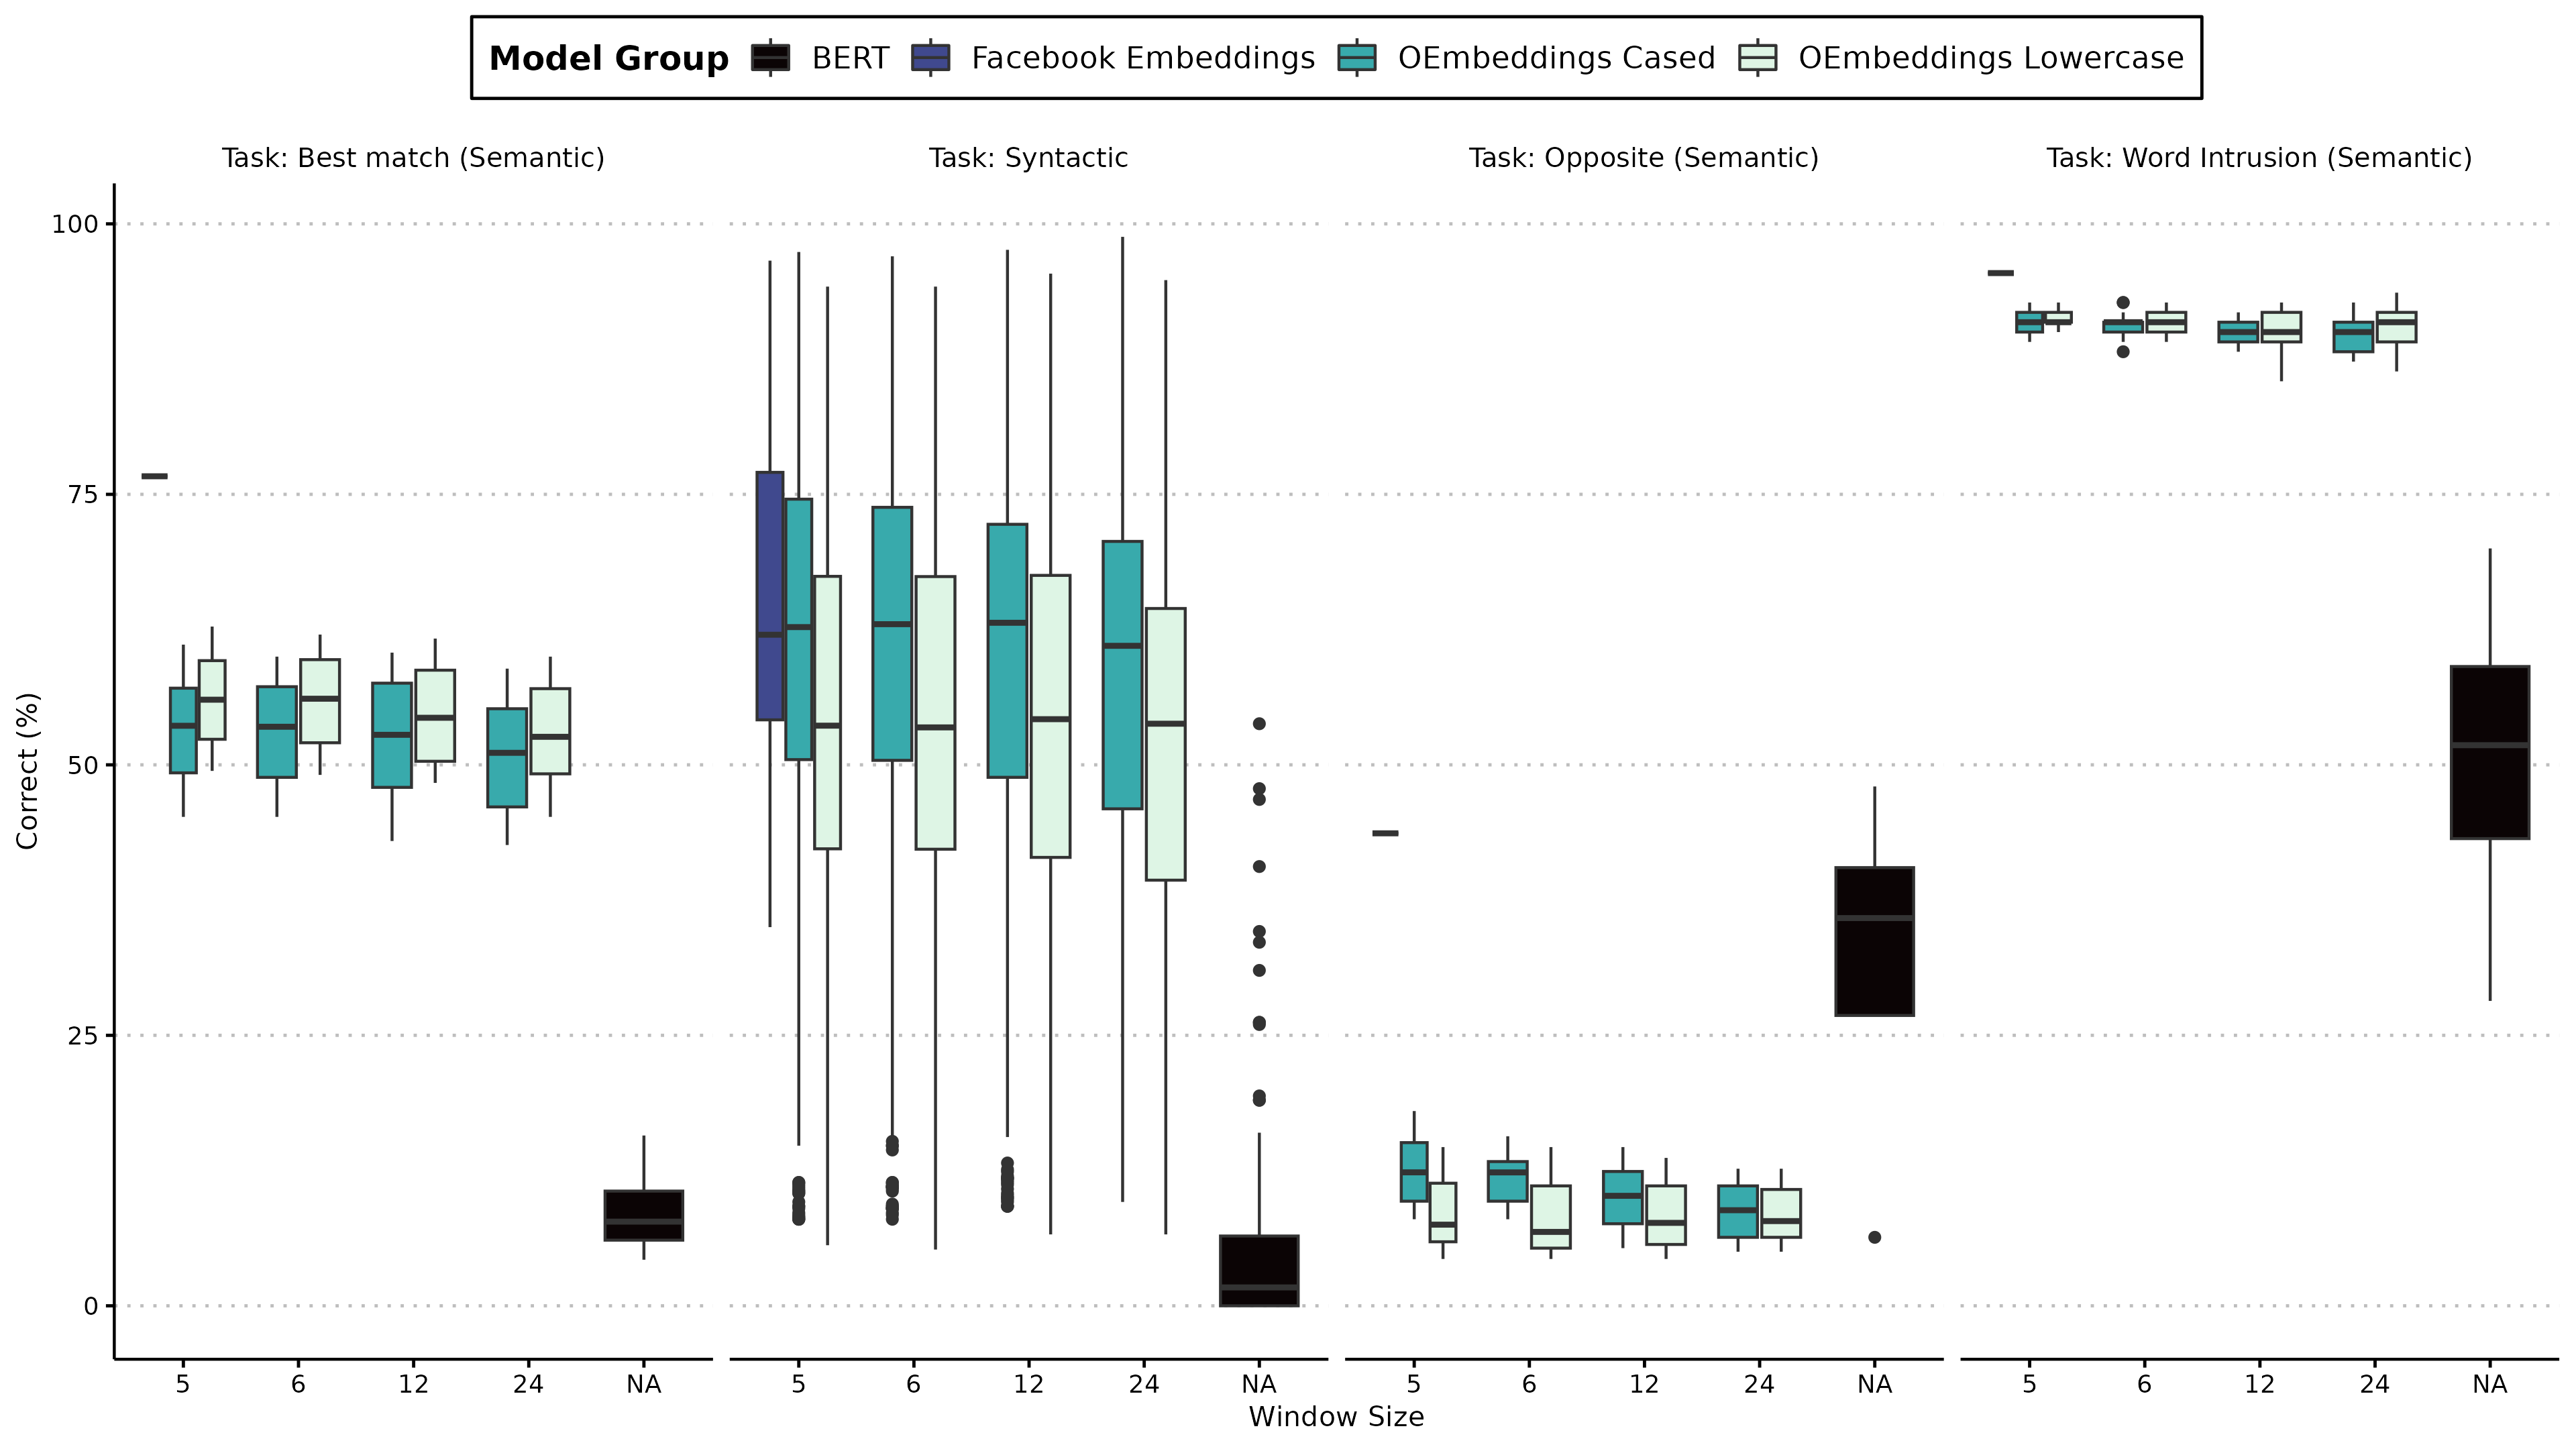 Model Group BERT Facebook Embeddings OEmbeddings Cased OEmbeddings Lowercase
Task: Best match (Semantic) Task: Syntactic Task: Opposite (Semantic) Task: Word Intrusion (Semantic)
100
75
50
25
0
Correct (%)
5 6 12 24 NA 5 6 12 24 NA 5 6 12 24 NA 5 6 12 24 NA
Window Size